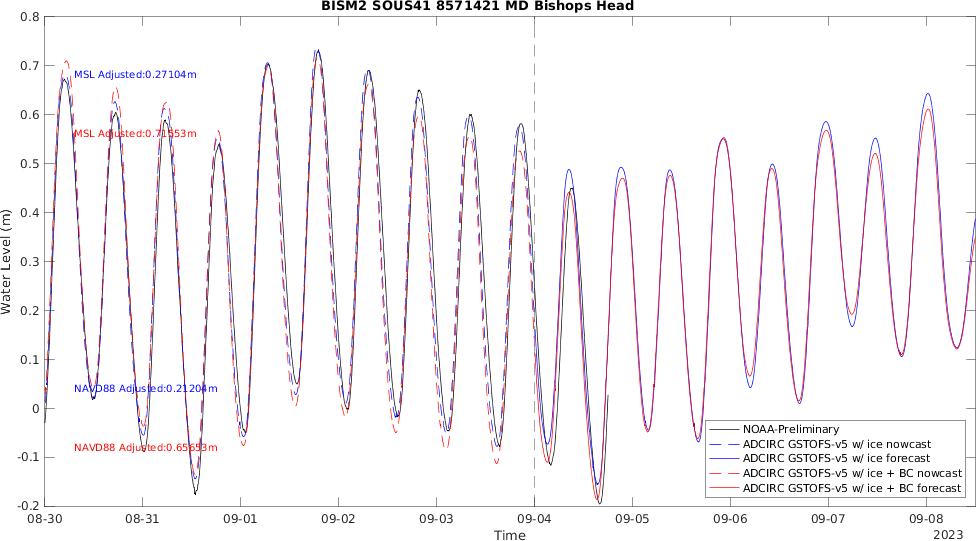 BISM2 SOUS41 8571421 MD Bishops Head
0.8
0.7
0.6
0.5
0.4
0.3
0.2
0.1
0
-0.1
-0.2
Water Level (m)
MSL Adjusted:0.27104m
MSL Adjusted:0.71553m
NAVD88 Adjusted:0.21204m
NAVD88 Adjusted:0.65653m
NOAA-Preliminary
ADCIRC GSTOFS-v5 w/ ice nowcast
ADCIRC GSTOFS-v5 w/ ice forecast
ADCIRC GSTOFS-v5 w/ ice + BC nowcast
ADCIRC GSTOFS-v5 w/ ice + BC forecast
08-30 08-31 09-01 09-02 09-03 09-04 09-05 09-06 09-07 09-08
Time
2023